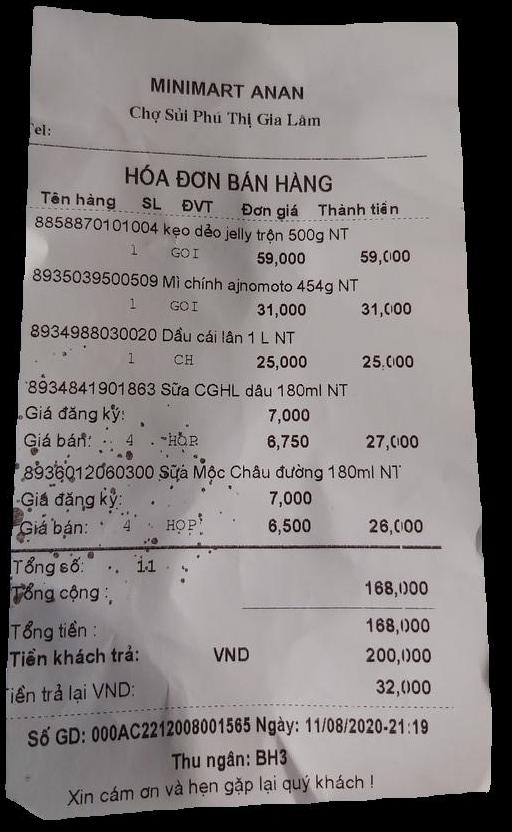 MINIMART ANAN
Chợ Sủi Phú Thị Gia Lâm
Tel:
HÓA ĐƠN BÁN HÀNG
Tên hàng SL ĐVT Đơn giá Thành tiền
8858870101004 kẹo dẻo jelly trộn 500g NT
1 GOI 59,000 59,000
8935039500509 Mì chính ajnomoto 454g NT
1 GOI 31,000 31,000
8934988030020 Dầu cái lân 1 L NT
1 CH 25,000 25,000
8934841901863 Sữa CGHL dâu 180ml NT
Giá đăng ký: 7,000
Giá bán: 4 HOP 6,750 27,000
8936012060300 Sữa Mộc Châu đường 180ml NT
Giá đăng ký: 7,000
Giá bán: 4 HOP 6,500 26,000
Tổng số: 11
Tổng cộng : 168,000
Tổng tiền : 168,000
Tiền khách trả: VND 200,000
Tiền trả lại VND: 32,000
Số GD: 000AC2212008001565 Ngày: 11/08/2020-21:19
Thu ngân: BH3
Xin cám ơn và hẹn gặp lại quý khách !